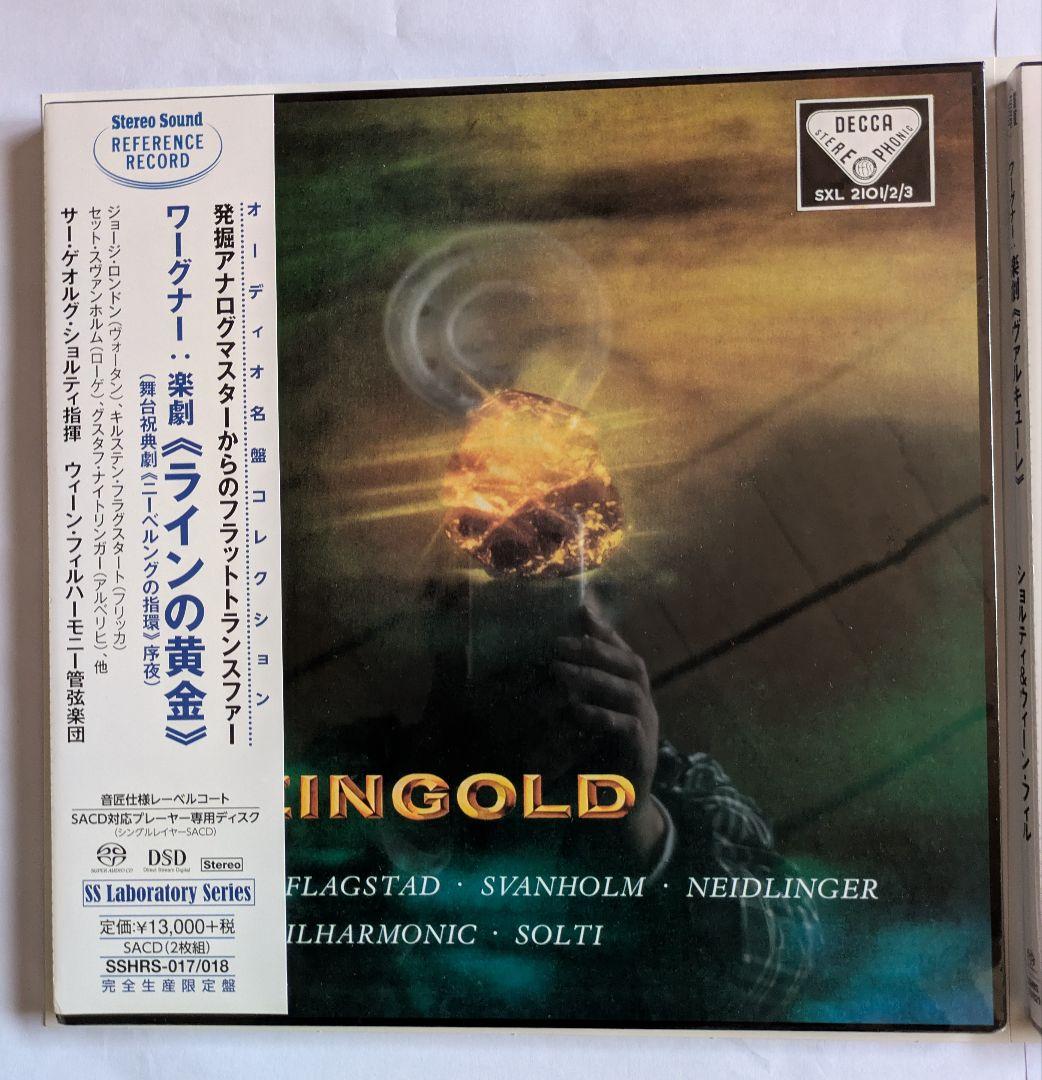 Stereo Sound
REFERENCE
RECORD
オーディオ名盤コレクション
発掘アナログマスターからのフラットトランスファー
ワーグナー：楽劇《ラインの黄金》
（舞台祝典劇《ニーベルングの指環》序夜）
ジョージ・ロンドン（ヴォータン）、キルステン・フラグスタート（フリッカ）
セット・スヴァンホルム（ローゲ）、グスタフ・ナイトリンガー（アルベリヒ）、他
サー・ゲオルグ・ショルティ指揮　ウィーン・フィルハーモニー管弦楽団
音匠仕様レーベルコート
SACD対応プレーヤー専用ディスク
（シングルレイヤーSACD）
SUPER AUDIO CD
DSD
Direct Stream Digital
Stereo
SS Laboratory Series
定価:¥13,000+税
SACD（2枚組）
SSHRS-017/018
完全生産限定盤
DECCA
STEREOPHONIC
SXL 2101/2/3
EINGOLD
FLAGSTAD · SVANHOLM · NEIDLINGER
ILHARMONIC · SOLTI
ワーグナー：楽劇《ヴァルキューレ》
ショルティ&ウィーン・フィル